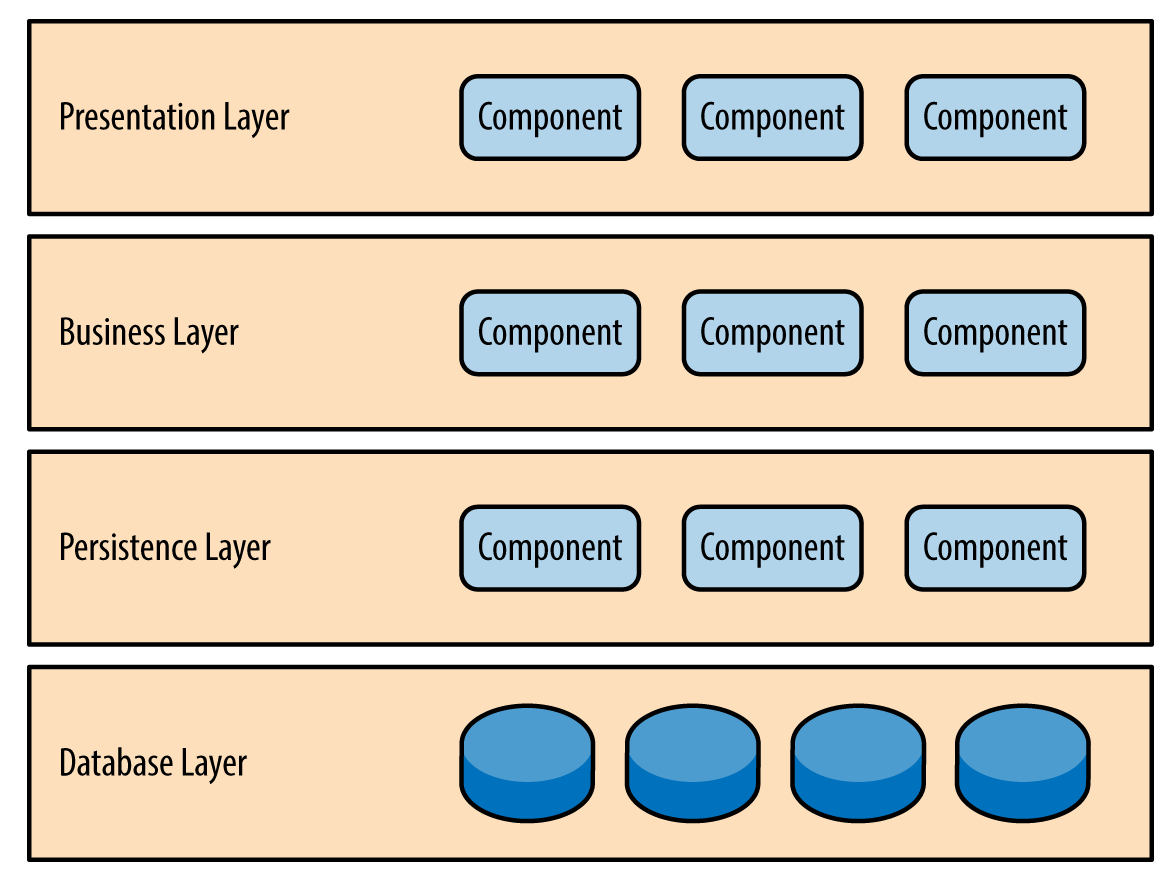 Presentation Layer
Component
Component
Component
Business Layer
Component
Component
Component
Persistence Layer
Component
Component
Component
Database Layer